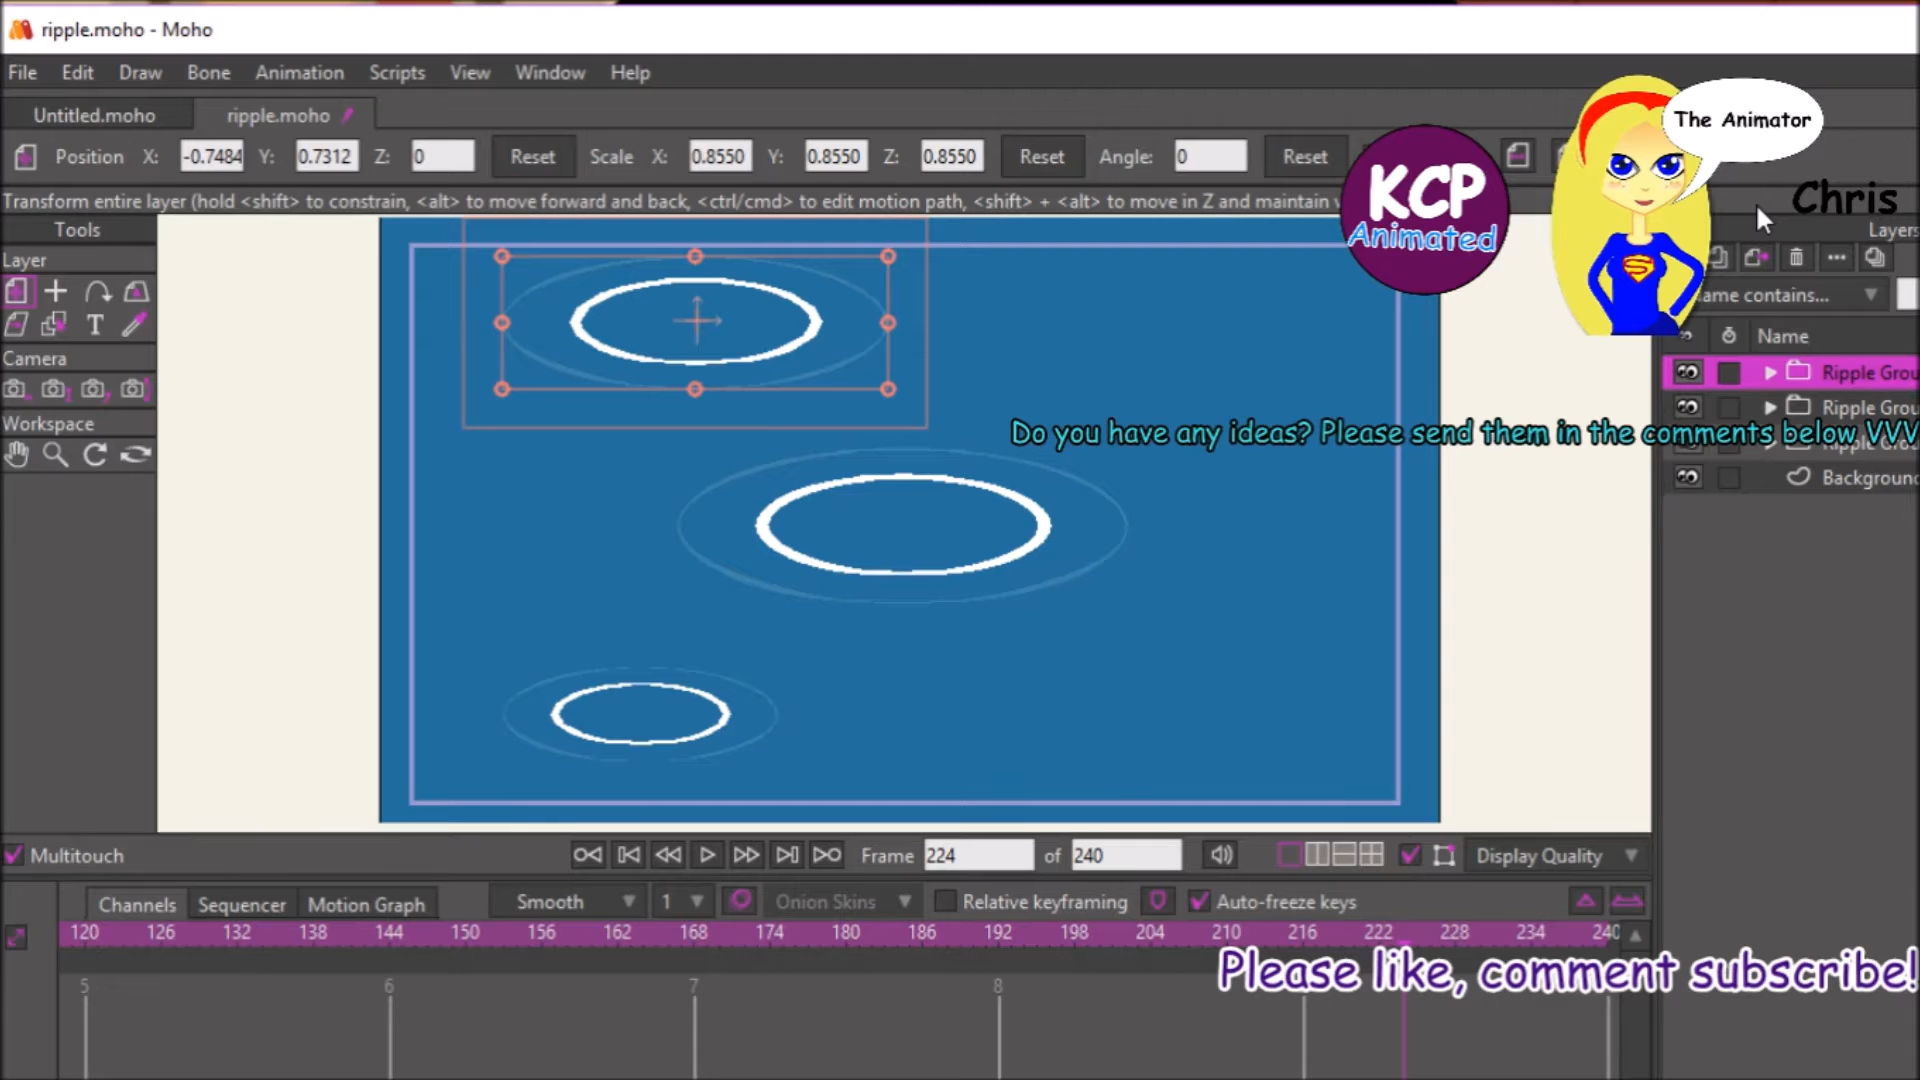 ripple.moho - Moho
File Edit Draw Bone Animation Scripts View Window Help
Untitled.moho ripple.moho
Position X: -0.7484 Y: 0.7312 Z: 0 Reset Scale X: 0.8550 Y: 0.8550 Z: 0.8550 Reset Angle: 0 Reset
Transform entire layer (hold <shift> to constrain, <alt> to move forward and back, <ctrl/cmd> to edit motion path, <shift> + <alt> to move in Z and maintain
The Animator
KCP
Animated
Chris
Tools
Layers
Layer
T
Camera
Workspace
ame contains...
Name
Ripple Grou
Ripple Grou
Do you have any ideas? Please send them in the comments below VVV
Background
Multitouch Frame 224 of 240 Display Quality
Channels Sequencer Motion Graph Smooth 1 Onion Skins Relative keyframing Auto-freeze keys
120 126 132 138 144 150 156 162 168 174 180 186 192 198 204 210 216 222 228 234 240
Please like, comment subscribe!
5 6 7 8